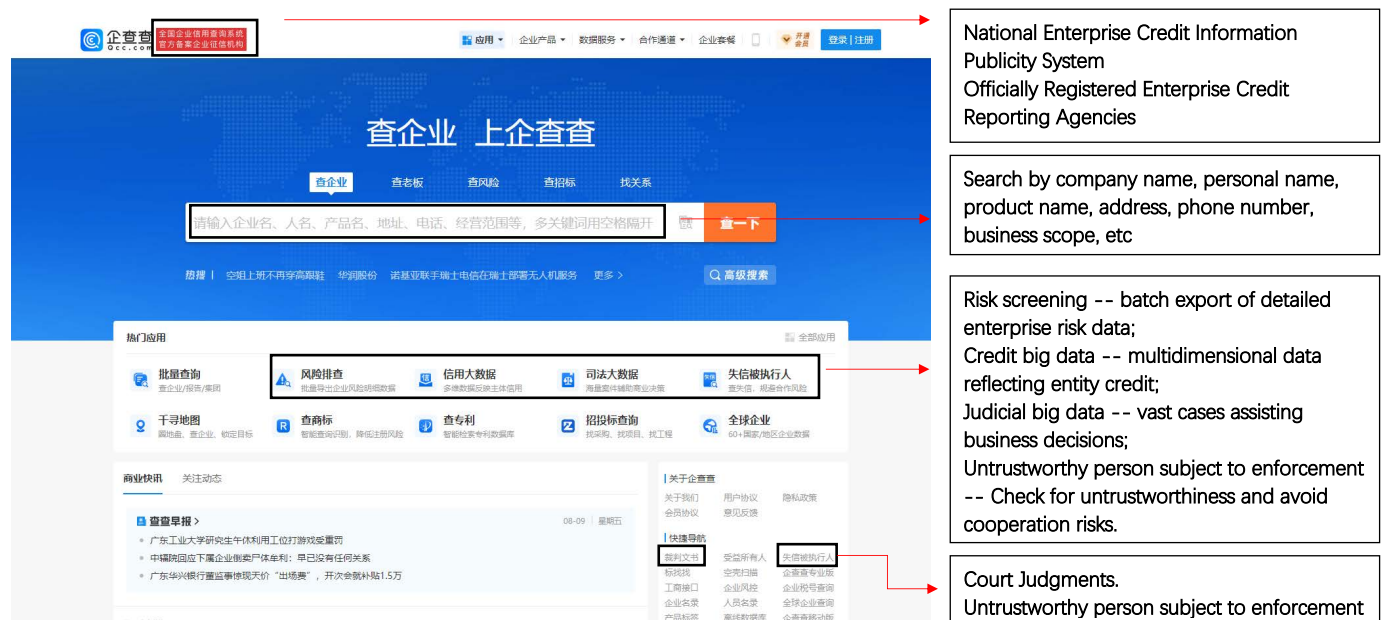 企查查
Qcc.com
全国企业信用查询系统
官方备案企业征信机构
应用
企业产品
数据服务
合作通道
企业套餐
开通
会员
登录 | 注册
National Enterprise Credit Information
Publicity System
Officially Registered Enterprise Credit
Reporting Agencies
查企业 上企查查
查企业
查老板
查风险
查招标
找关系
请输入企业名、人名、产品名、地址、电话、经营范围等，多关键词用空格隔开
查一下
Search by company name, personal name,
product name, address, phone number,
business scope, etc
热搜 | 空姐上班不再穿高跟鞋 华润股份 诺基亚联手瑞士电信在瑞士部署无人机服务 更多 >
高级搜索
热门应用
全部应用
批量查询
查企业/报告/集团
风险排查
批量导出企业风险明细数据
信用大数据
多维数据反映主体信用
司法大数据
海量案件辅助商业决策
失信被执行人
查失信、规避合作风险
千寻地图
圈地盘、查企业、锁定目标
查商标
智能查询识别，降低注册风险
查专利
智能检索专利数据库
招投标查询
找采购、找项目、找工程
全球企业
60+国家/地区企业数据
Risk screening -- batch export of detailed
enterprise risk data;
Credit big data -- multidimensional data
reflecting entity credit;
Judicial big data -- vast cases assisting
business decisions;
Untrustworthy person subject to enforcement
-- Check for untrustworthiness and avoid
cooperation risks.
商业快讯
关注动态
查查早报 >
08-09 | 星期五
广东工业大学研究生午休利用工位打游戏受重罚
中辐院回应下属企业倒卖尸体牟利：早已没有任何关系
广东华兴银行董监事惊现天价“出场费”，开次会就补贴1.5万
关于企查查
关于我们 用户协议 隐私政策
会员协议 意见反馈
快捷导航
裁判文书 受益所有人 失信被执行人
标找找 空壳扫描 企查查专业版
工商接口 企业风控 企业税号查询
企业名录 人员名录 全球企业查询
产品标签 离线数据库 企查查移动版
Court Judgments.
Untrustworthy person subject to enforcement